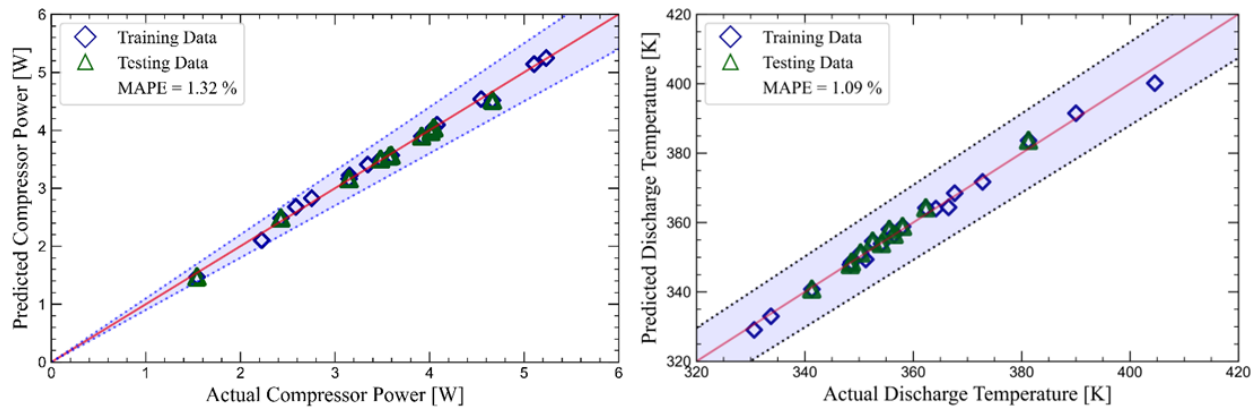 Predicted Compressor Power [W]
6
5
4
3
2
1
0
Training Data
Testing Data
MAPE = 1.32 %
0 1 2 3 4 5 6
Actual Compressor Power [W]
Predicted Discharge Temperature [K]
420
400
380
360
340
320
Training Data
Testing Data
MAPE = 1.09 %
320 340 360 380 400 420
Actual Discharge Temperature [K]